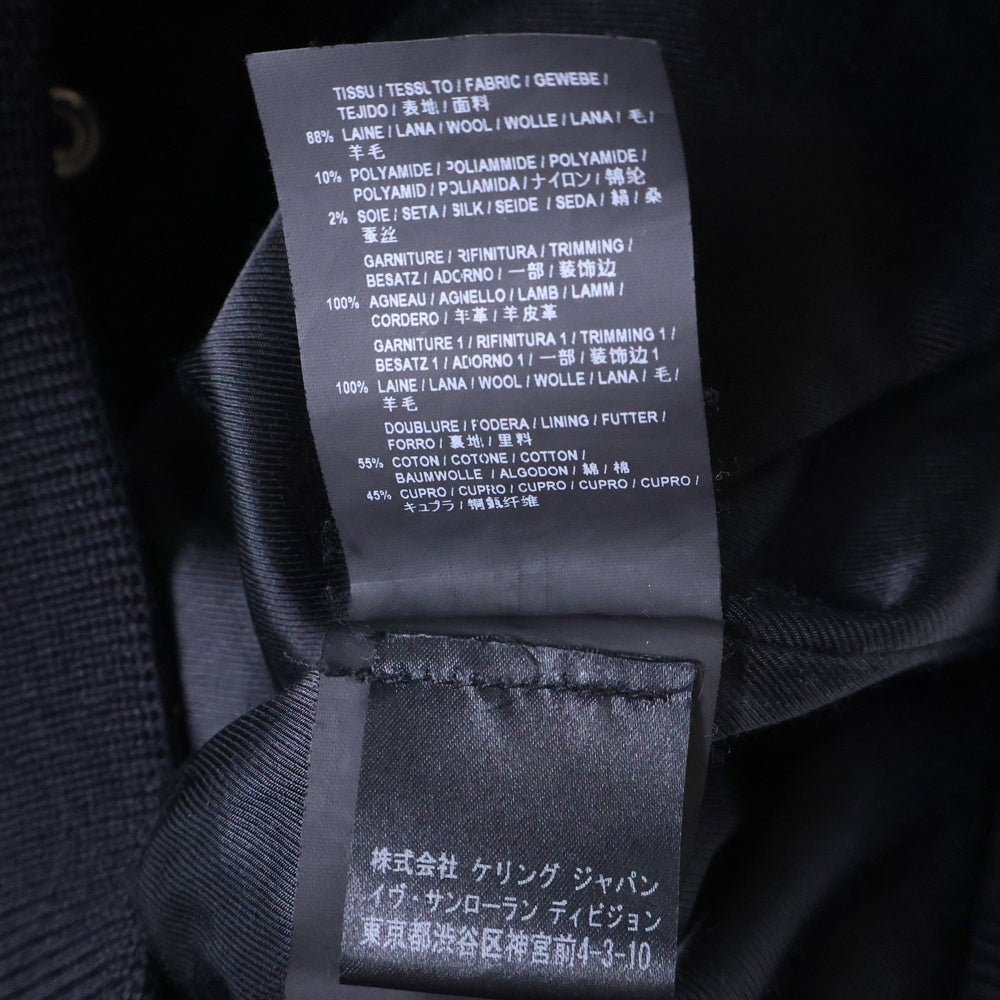 TISSU / TESSUTO / FABRIC / GEWEBE /
TEJIDO / 表地 / 面料
88% LAINE / LANA / WOOL / WOLLE / LANA / 毛 /
羊毛
10% POLYAMIDE / POLIAMMIDE / POLYAMIDE /
POLYAMID / POLIAMIDA / ナイロン / 锦纶
2% SOIE / SETA / SILK / SEIDE / SEDA / 絹 / 桑
蚕丝
GARNITURE / RIFINITURA / TRIMMING /
BESATZ / ADORNO / 一部 / 装饰边
100% AGNEAU / AGNELLO / LAMB / LAMM /
CORDERO / 羊革 / 羊皮革
GARNITURE 1 / RIFINITURA 1 / TRIMMING 1 /
BESATZ 1 / ADORNO 1 / 一部 / 装饰边 1
100% LAINE / LANA / WOOL / WOLLE / LANA / 毛 /
羊毛
DOUBLURE / FODERA / LINING / FUTTER /
FORRO / 裏地 / 里料
55% COTON / COTONE / COTTON /
BAUMWOLLE / ALGODON / 綿 / 棉
45% CUPRO / CUPRO / CUPRO / CUPRO / CUPRO /
キュプラ / 铜氨纤维
株式会社 ケリング ジャパン
イヴ・サンローラン ディビジョン
東京都渋谷区神宮前4-3-10